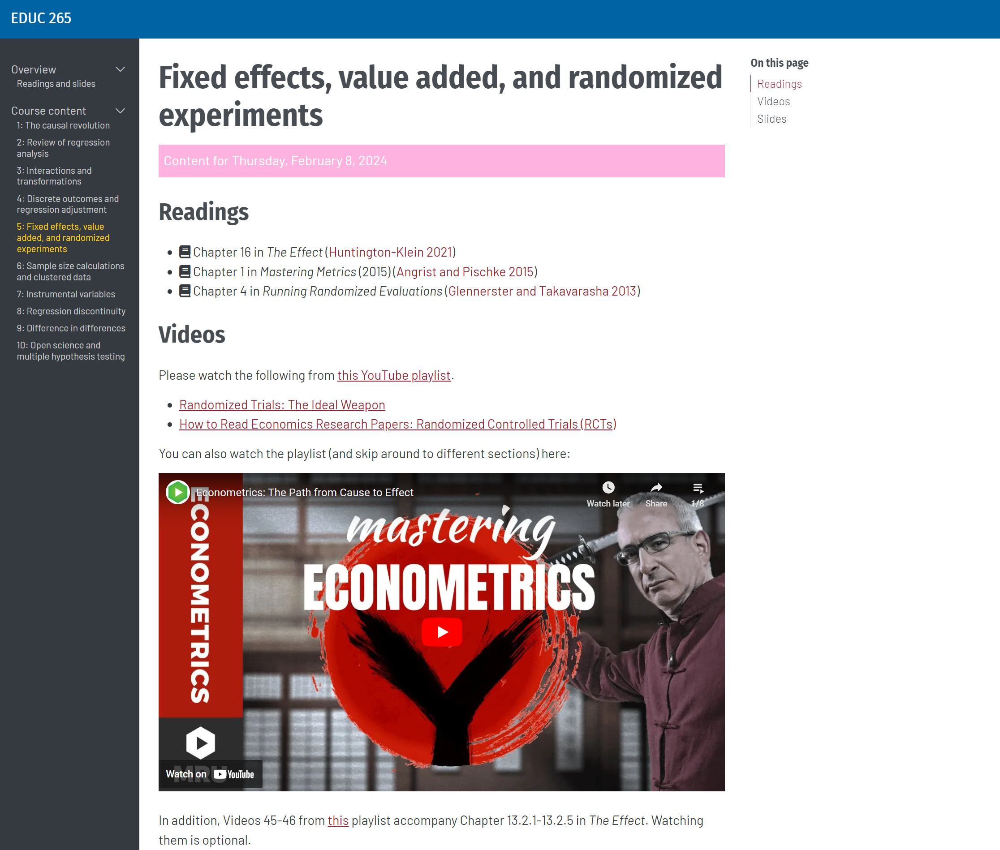 EDUC 265
Overview
Readings and slides
Course content
1: The causal revolution
2: Review of regression
analysis
3: Interactions and
transformations
4: Discrete outcomes and
regression adjustment
5: Fixed effects, value
added, and randomized
experiments
6: Sample size calculations
and clustered data
7: Instrumental variables
8: Regression discontinuity
9: Difference in differences
10: Open science and
multiple hypothesis testing
Fixed effects, value added, and randomized
experiments
Content for Thursday, February 8, 2024
Readings
Chapter 16 in The Effect (Huntington-Klein 2021)
Chapter 1 in Mastering Metrics (2015) (Angrist and Pischke 2015)
Chapter 4 in Running Randomized Evaluations (Glennerster and Takavarasha 2013)
Videos
Please watch the following from this YouTube playlist.
Randomized Trials: The Ideal Weapon
How to Read Economics Research Papers: Randomized Controlled Trials (RCTs)
You can also watch the playlist (and skip around to different sections) here:
Econometrics: The Path from Cause to Effect
Watch later
Share
1/8
ECONOMETRICS
mastering
ECONOMETRICS
MRU
Watch on YouTube
In addition, Videos 45-46 from this playlist accompany Chapter 13.2.1-13.2.5 in The Effect. Watching
them is optional.
On this page
Readings
Videos
Slides